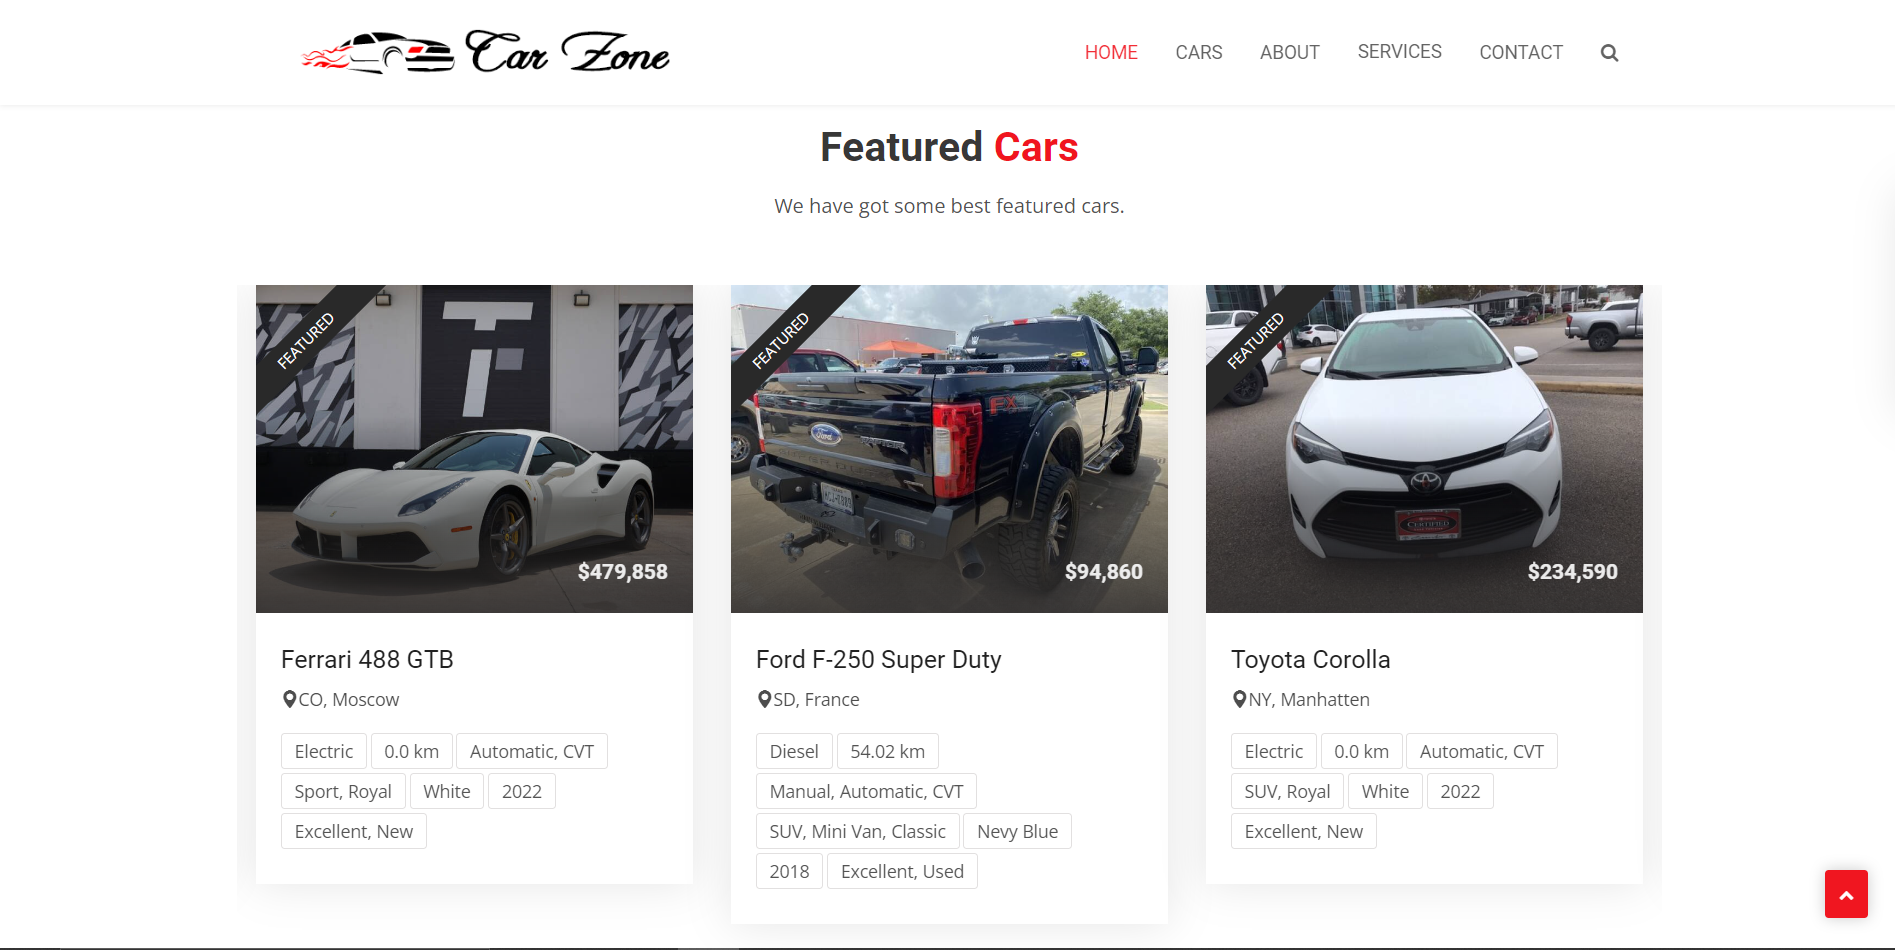 Car Zone
HOME CARS ABOUT SERVICES CONTACT
Featured Cars
We have got some best featured cars.
FEATURED
$479,858
Ferrari 488 GTB
CO, Moscow
Electric 0.0 km Automatic, CVT
Sport, Royal White 2022
Excellent, New
FEATURED
Ford
FX
$94,860
Ford F-250 Super Duty
SD, France
Diesel 54.02 km
Manual, Automatic, CVT
SUV, Mini Van, Classic Nevy Blue
2018 Excellent, Used
FEATURED
CERTIFIED
$234,590
Toyota Corolla
NY, Manhatten
Electric 0.0 km Automatic, CVT
SUV, Royal White 2022
Excellent, New